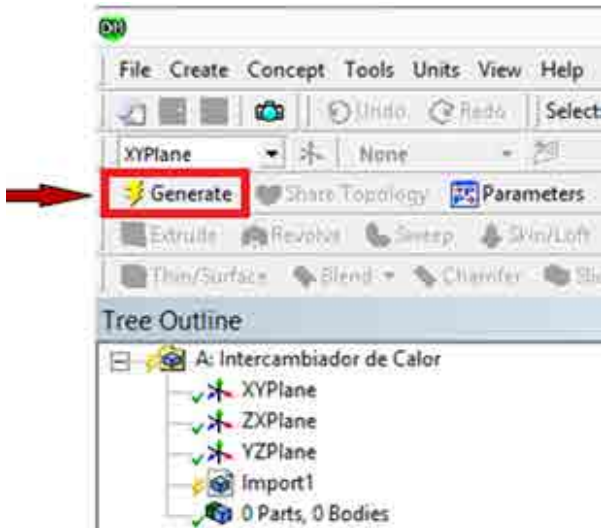 DM
File Create Concept Tools Units View Help
Undo Redo Select
XYPlane None
Generate Share Topology Parameters
Extrude Revolve Sweep Skin/Loft
Thin/Surface Blend Chamfer
Tree Outline
A: Intercambiador de Calor
XYPlane
ZXPlane
YZPlane
Import1
0 Parts, 0 Bodies